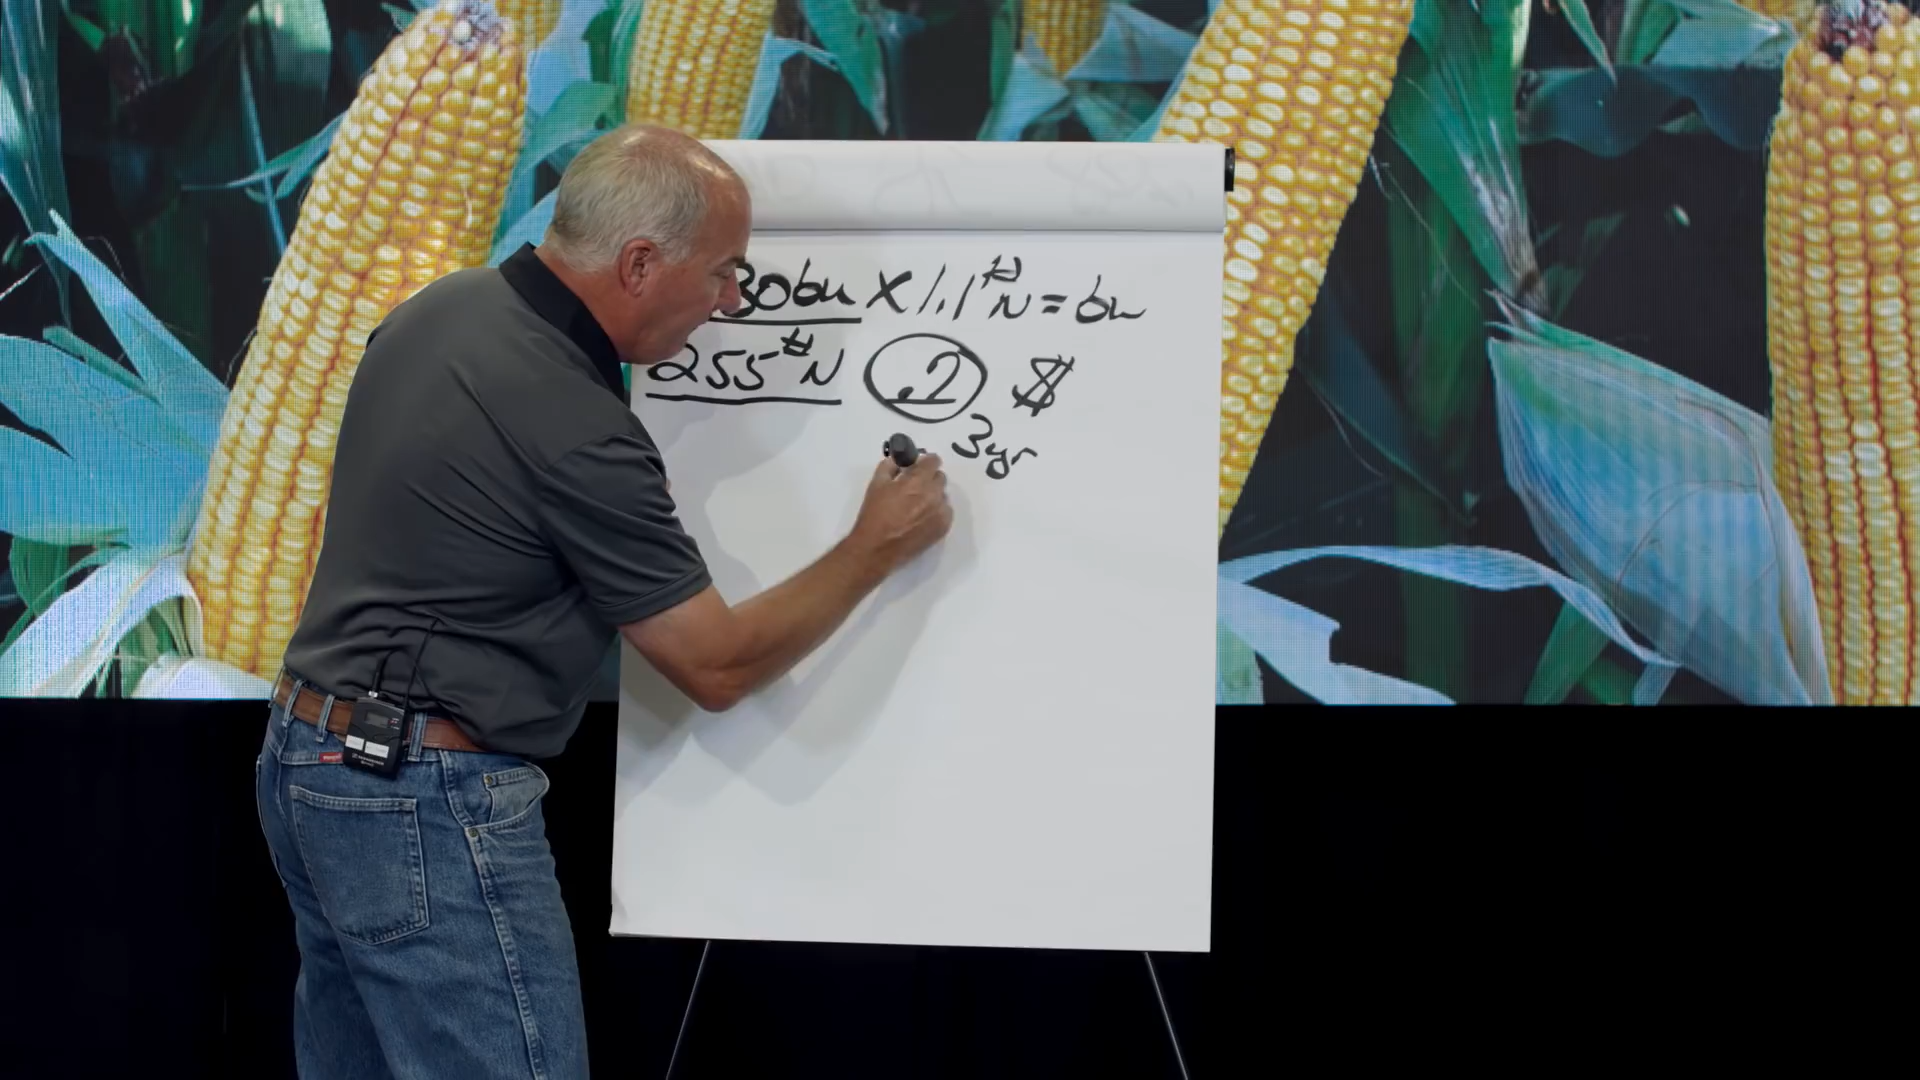 30bu X 1.1 # N = bu
255 # N .2 $
3yr